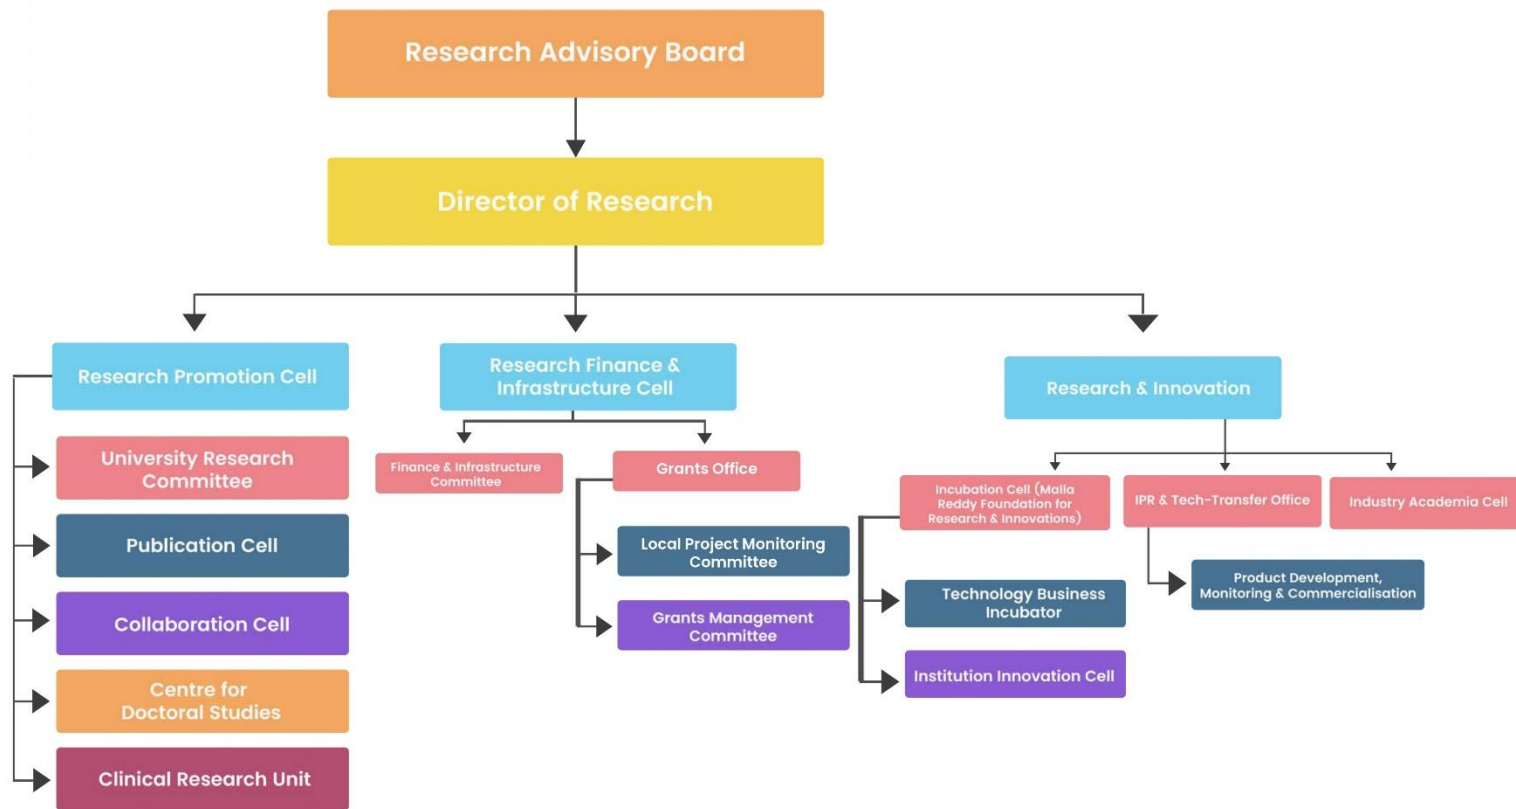 Research Advisory Board
Director of Research
Research Promotion Cell
University Research
Committee
Publication Cell
Collaboration Cell
Centre for
Doctoral Studies
Clinical Research Unit
Research Finance &
Infrastructure Cell
Finance & Infrastructure
Committee
Grants Office
Local Project Monitoring
Committee
Grants Management
Committee
Research & Innovation
Incubation Cell (Malla
Reddy Foundation for
Research & Innovations)
Technology Business
Incubator
Institution Innovation Cell
IPR & Tech-Transfer Office
Product Development,
Monitoring & Commercialisation
Industry Academia Cell